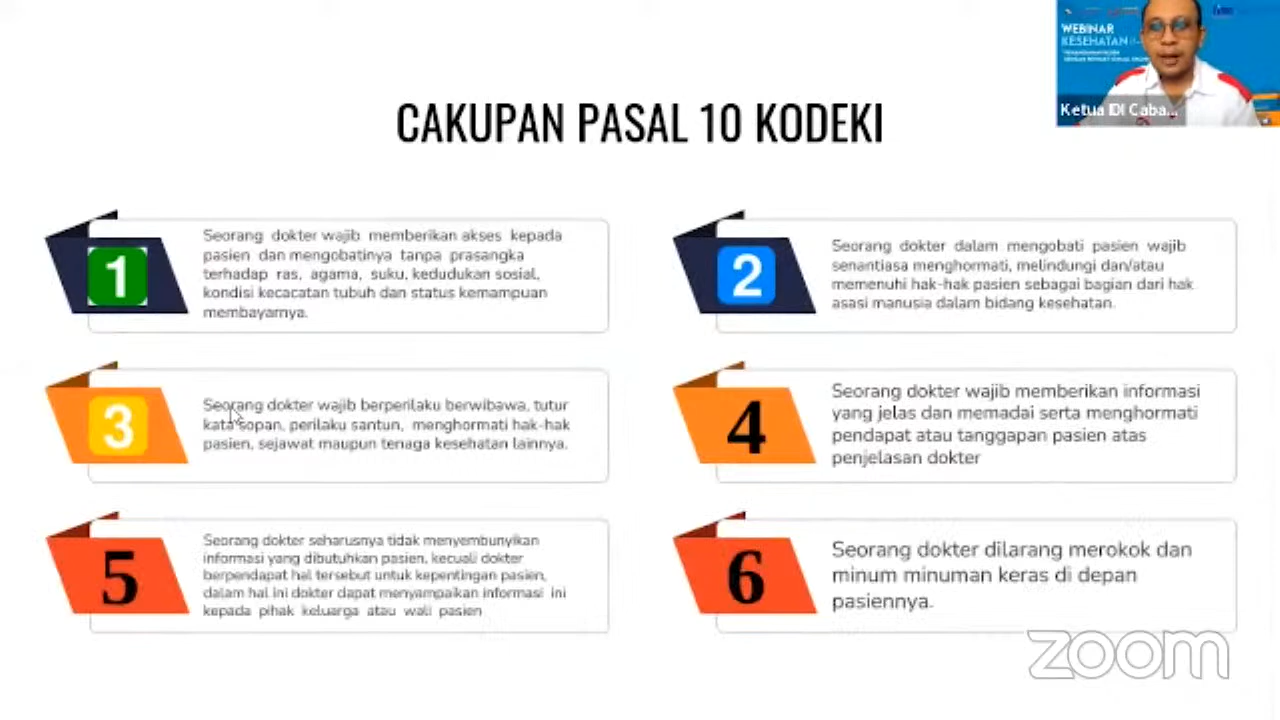 WEBINAR
KESEHATAN
Ketua IDI Caba...
CAKUPAN PASAL 10 KODEKI
1
Seorang dokter wajib memberikan akses kepada
pasien dan mengobatinya tanpa prasangka
terhadap ras, agama, suku, kedudukan sosial,
kondisi kecacatan tubuh dan status kemampuan
membayarnya.
2
Seorang dokter dalam mengobati pasien wajib
senantiasa menghormati, melindungi dan/atau
memenuhi hak-hak pasien sebagai bagian dari hak
asasi manusia dalam bidang kesehatan.
3
Seorang dokter wajib berperilaku berwibawa, tutur
kata sopan, perilaku santun, menghormati hak-hak
pasien, sejawat maupun tenaga kesehatan lainnya.
4
Seorang dokter wajib memberikan informasi
yang jelas dan memadai serta menghormati
pendapat atau tanggapan pasien atas
penjelasan dokter
5
Seorang dokter seharusnya tidak menyembunyikan
informasi yang dibutuhkan pasien, kecuali dokter
berpendapat hal tersebut untuk kepentingan pasien,
dalam hal ini dokter dapat menyampaikan informasi ini
kepada pihak keluarga atau wali pasien
6
Seorang dokter dilarang merokok dan
minum minuman keras di depan
pasiennya.
zoom